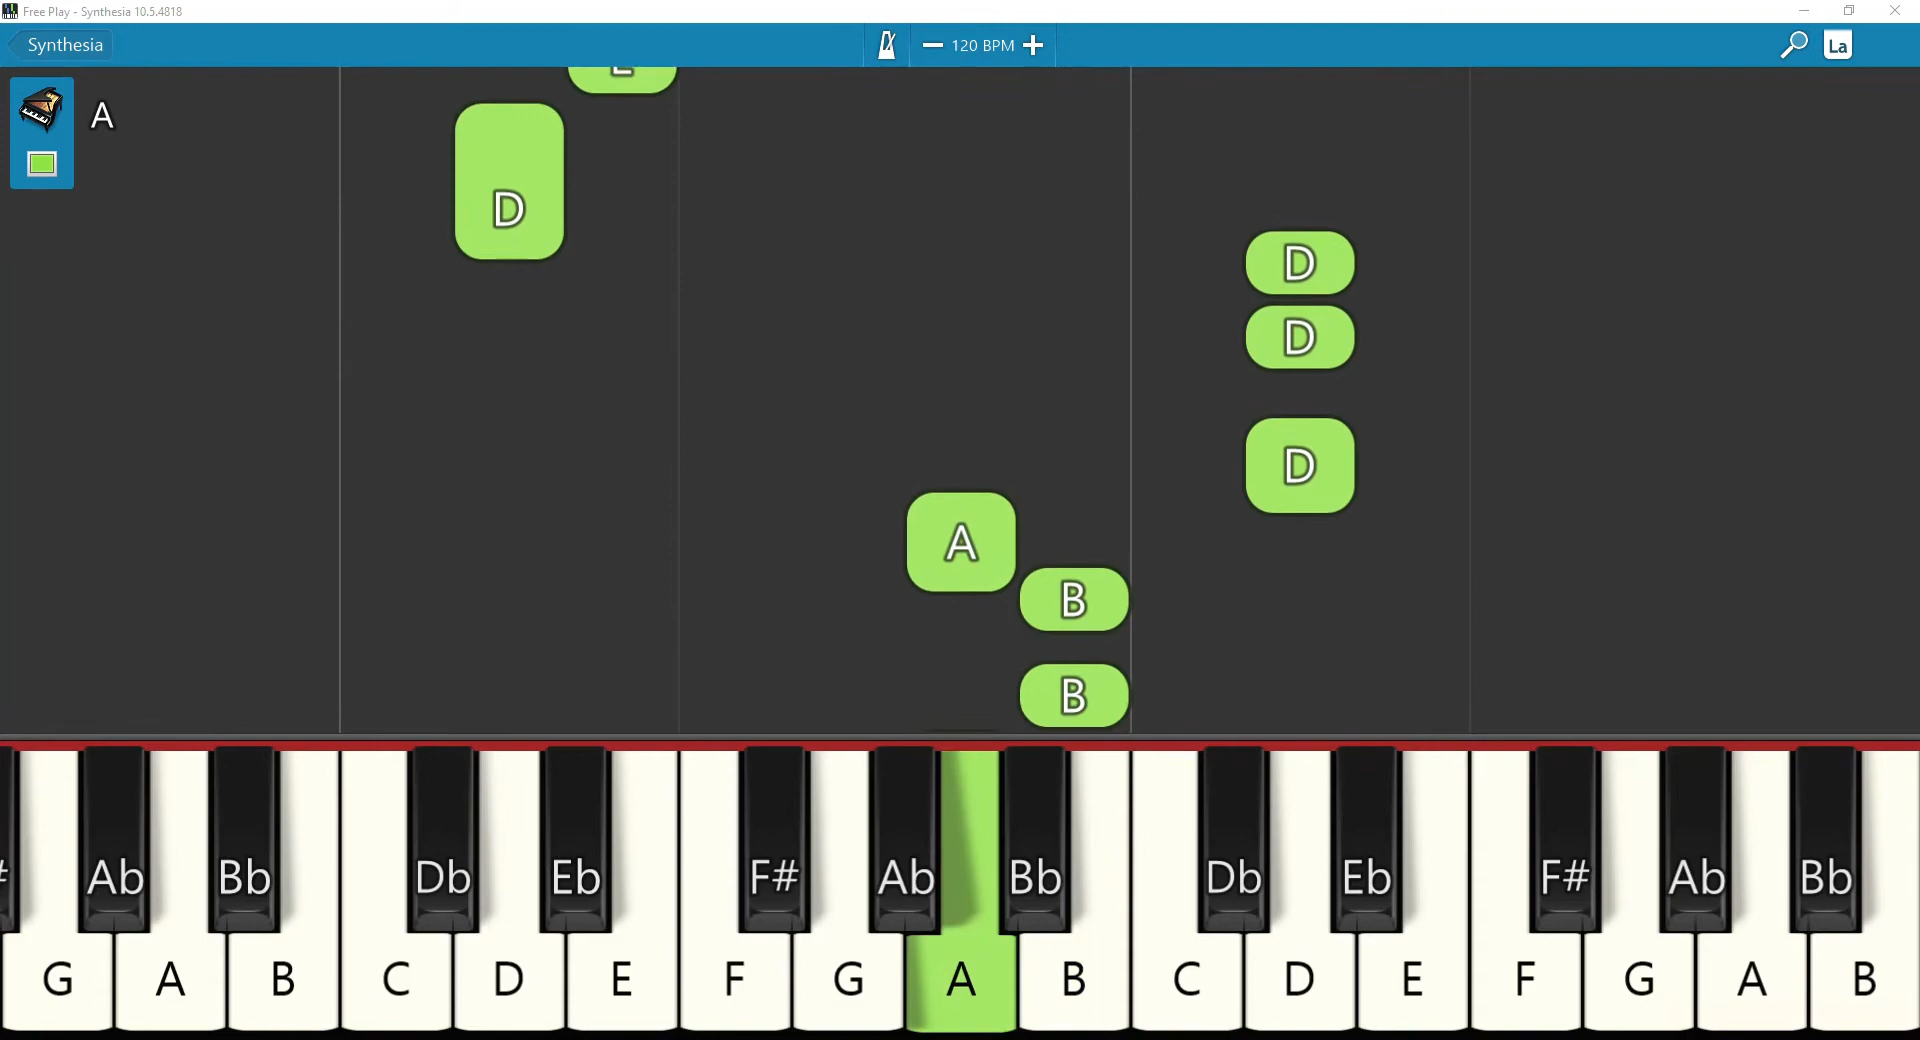 Free Play - Synthesia 10.5.4818
Synthesia
120 BPM
La
A
E
D
D
D
D
A
B
B
Ab Bb Db Eb F# Ab Bb Db Eb F# Ab Bb
G A B C D E F G A B C D E F G A B